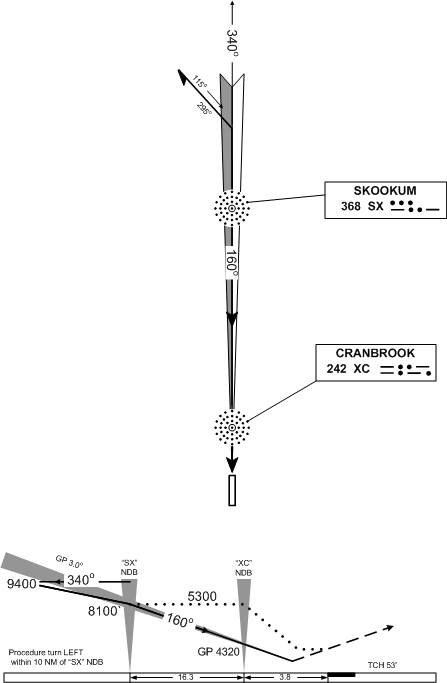 340°
115°
295°
SKOOKUM
368 SX
160°
CRANBROOK
242 XC
GP 3.0°
"SX"
NDB
"XC"
NDB
9400
340°
8100'
5300
160°
GP 4320
Procedure turn LEFT
within 10 NM of "SX" NDB
TCH 53'
16.3
3.8